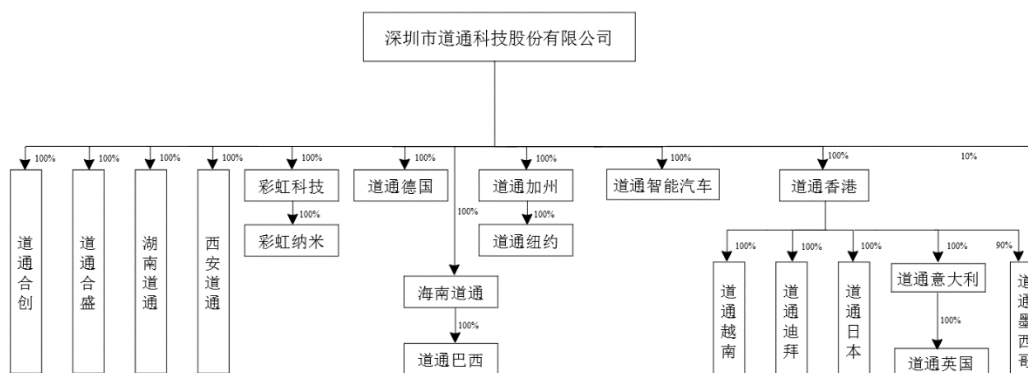 深圳市道通科技股份有限公司
100%
100%
100%
100%
100%
100%
100%
100%
100%
10%
道通合创
道通合盛
湖南道通
西安道通
彩虹科技
道通德国
道通加州
道通智能汽车
道通香港
100%
100%
100%
彩虹纳米
道通纽约
100%
100%
100%
100%
90%
道通越南
道通迪拜
道通日本
道通意大利
道通墨西哥
海南道通
100%
100%
道通巴西
道通英国